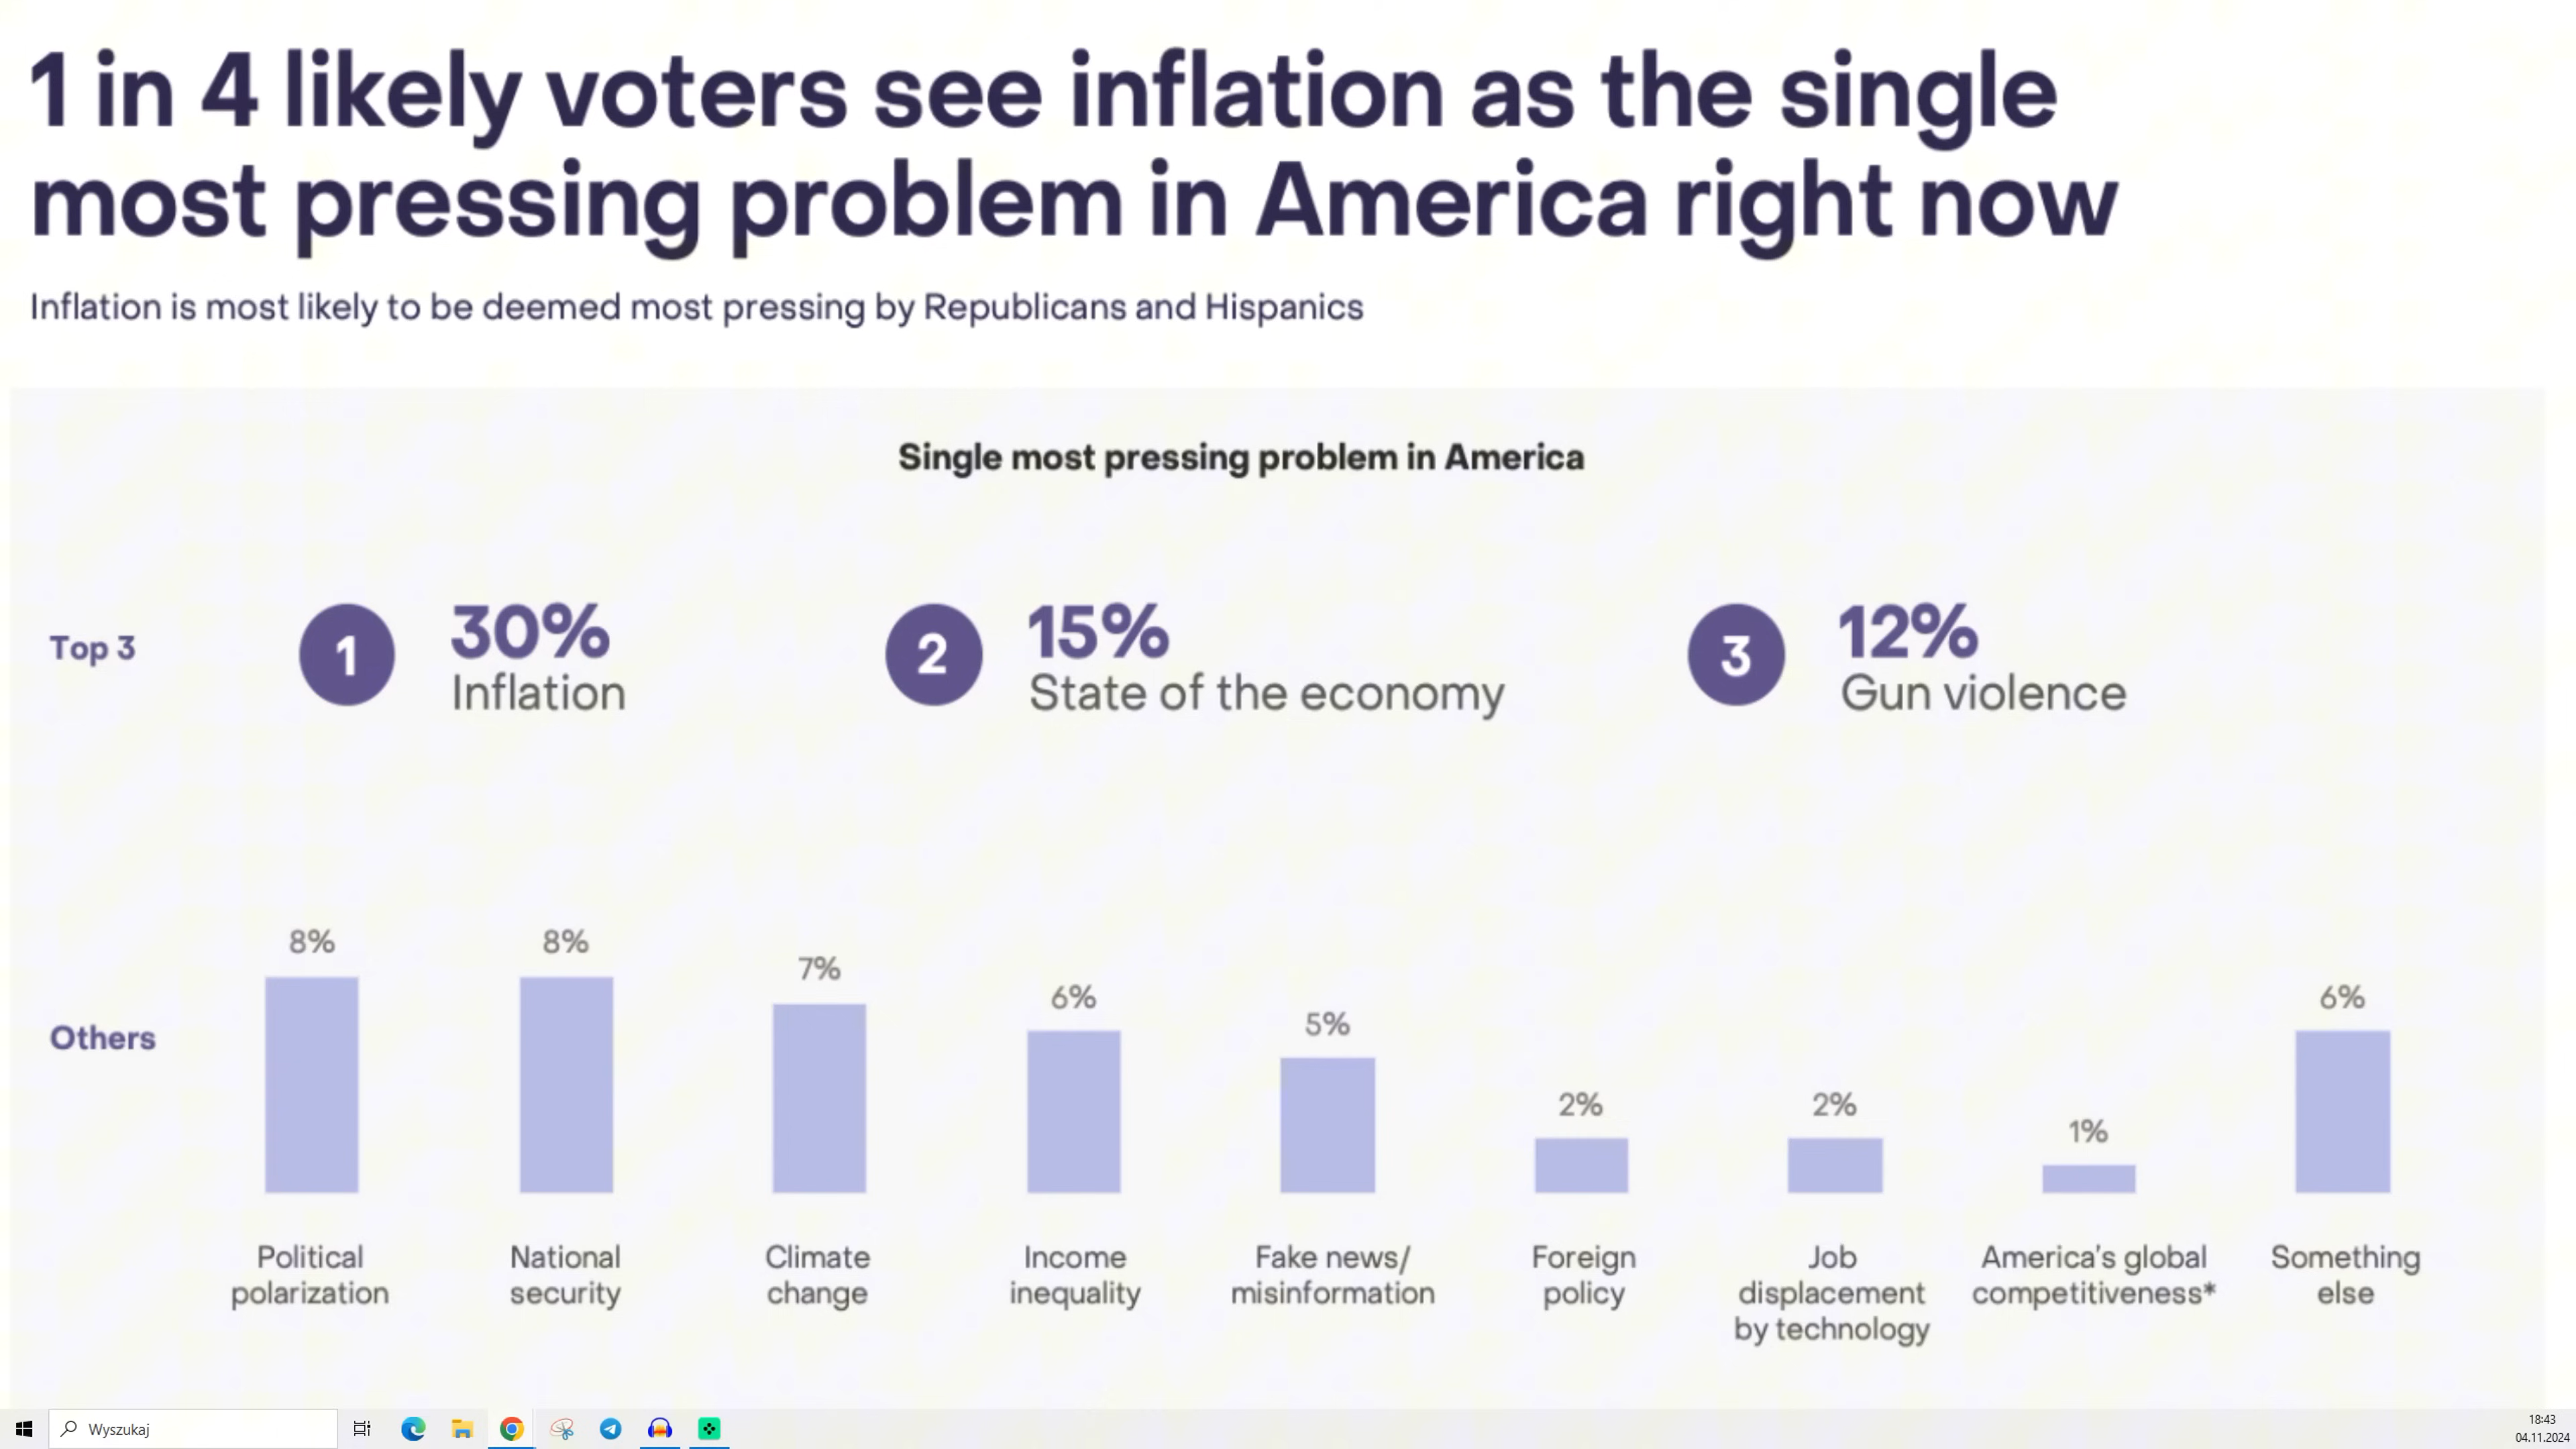 1 in 4 likely voters see inflation as the single
most pressing problem in America right now
Inflation is most likely to be deemed most pressing by Republicans and Hispanics
Single most pressing problem in America
Top 3
1
30%
Inflation
2
15%
State of the economy
3
12%
Gun violence
Others
8%
Political
polarization
8%
National
security
7%
Climate
change
6%
Income
inequality
5%
Fake news/
misinformation
2%
Foreign
policy
2%
Job
displacement
by technology
1%
America's global
competitiveness*
6%
Something
else
Wyszukaj
18:43
04.11.2024